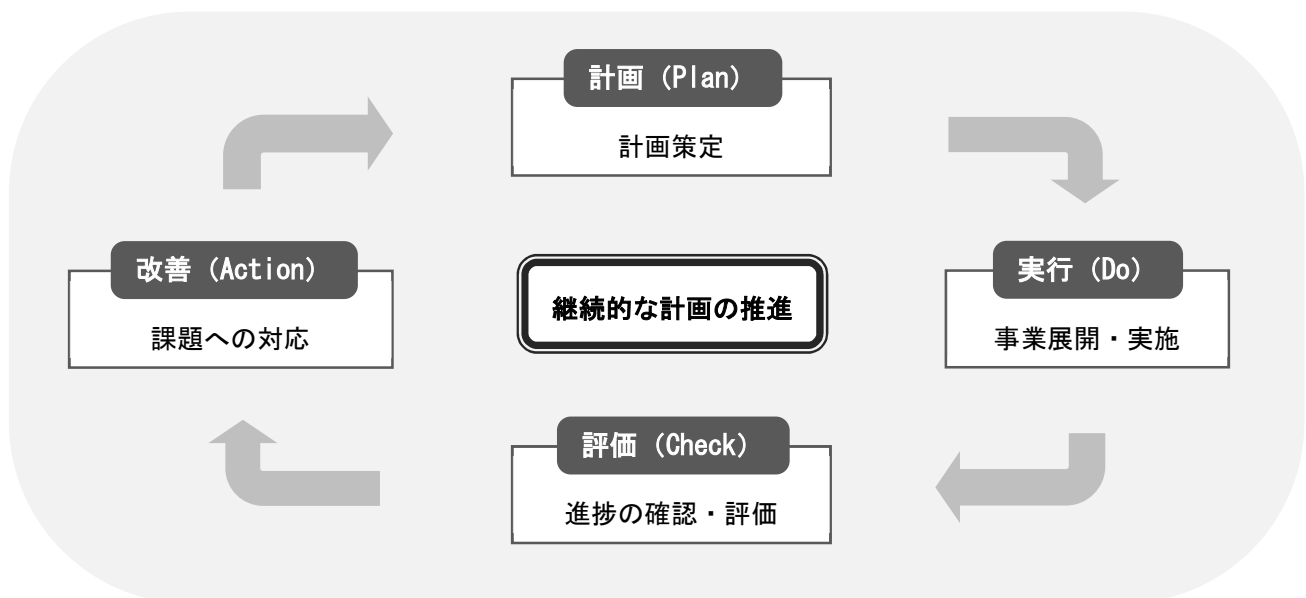 計画（Plan）
計画策定
改善（Action）
課題への対応
継続的な計画の推進
実行（Do）
事業展開・実施
評価（Check）
進捗の確認・評価